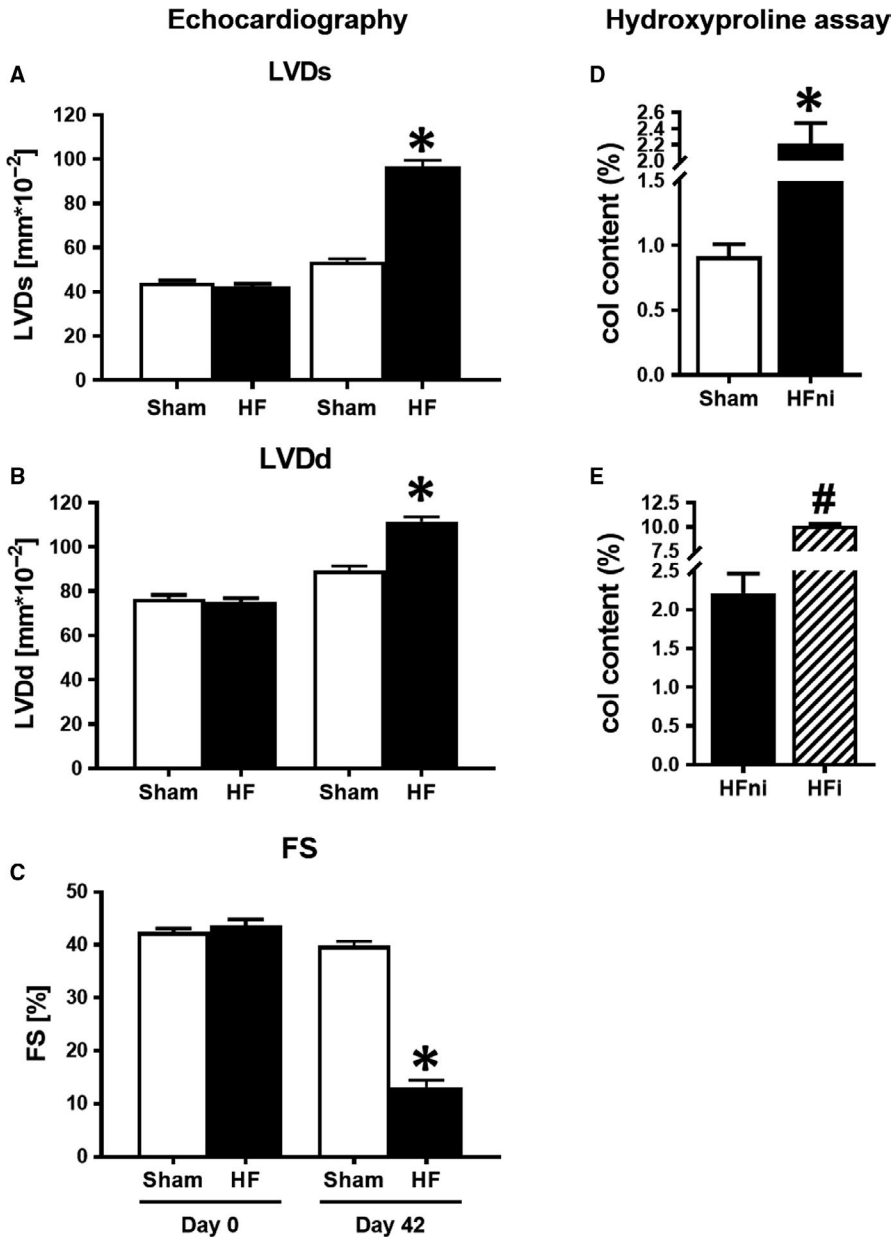 Echocardiography
Hydroxyproline assay
A
LVDs
LVDs [mm*10⁻²]
120
100
80
60
40
20
0
*
Sham HF Sham HF
B
LVDd
LVDd [mm*10⁻²]
120
100
80
60
40
20
0
*
Sham HF Sham HF
C
FS
FS [%]
50
40
30
20
10
0
*
Sham HF Sham HF
Day 0 Day 42
D
col content (%)
2.6
2.4
2.2
2.0
1.5
1.0
0.5
0.0
*
Sham HFni
E
col content (%)
12.5
10.0
7.5
2.5
2.0
1.5
1.0
0.5
0.0
#
HFni HFi